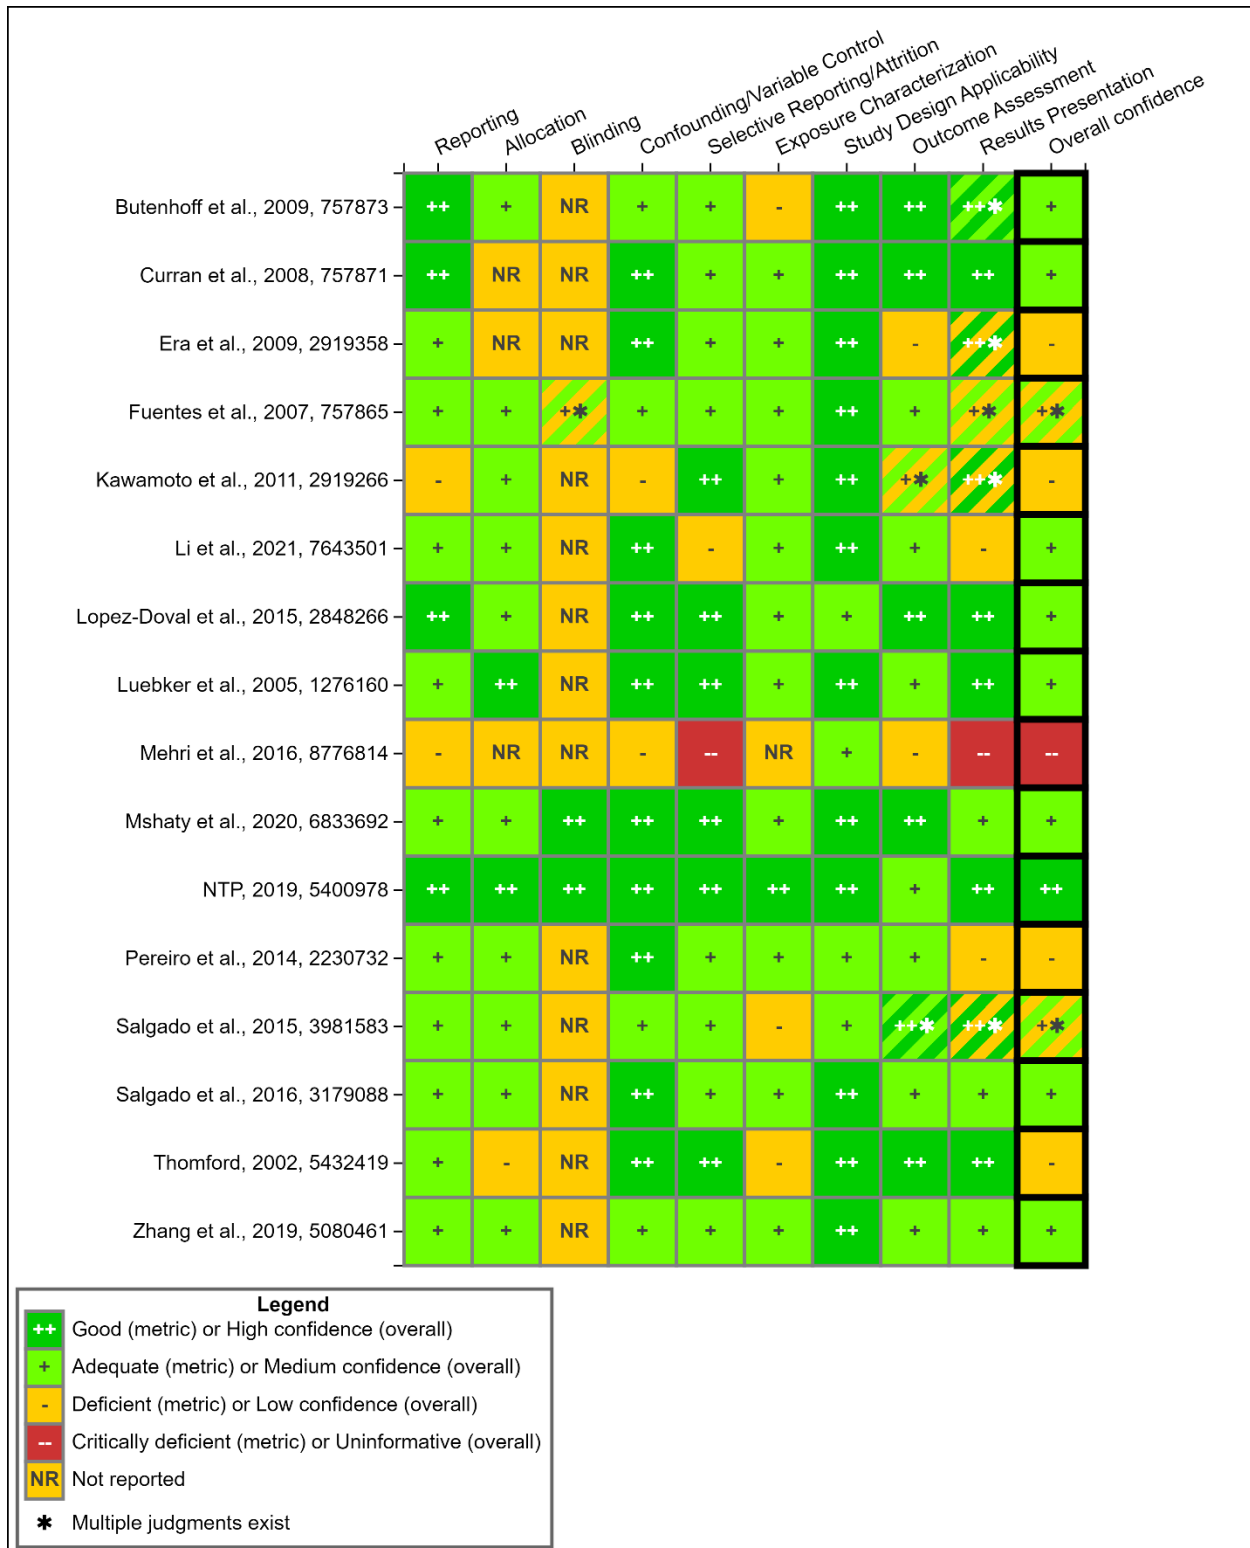 Reporting
Allocation
Blinding
Confounding/Variable Control
Selective Reporting/Attrition
Exposure Characterization
Study Design Applicability
Outcome Assessment
Results Presentation
Overall confidence
Butenhoff et al., 2009, 757873 ++ + NR + + - ++ ++ ++✱ +
Curran et al., 2008, 757871 ++ NR NR ++ + + ++ ++ ++ +
Era et al., 2009, 2919358 + NR NR ++ + + ++ - ++✱ -
Fuentes et al., 2007, 757865 + + +✱ + + + ++ + +✱ +✱
Kawamoto et al., 2011, 2919266 - + NR - ++ + ++ +✱ ++✱ -
Li et al., 2021, 7643501 + + NR ++ - + ++ + - +
Lopez-Doval et al., 2015, 2848266 ++ + NR ++ ++ + + ++ ++ +
Luebker et al., 2005, 1276160 + ++ NR ++ ++ + ++ + ++ +
Mehri et al., 2016, 8776814 - NR NR - -- NR + - -- --
Mshaty et al., 2020, 6833692 + + ++ ++ ++ + ++ ++ + +
NTP, 2019, 5400978 ++ ++ ++ ++ ++ ++ ++ + ++ ++
Pereiro et al., 2014, 2230732 + + NR ++ + + + + - -
Salgado et al., 2015, 3981583 + + NR + + - + ++✱ ++✱ +✱
Salgado et al., 2016, 3179088 + + NR ++ + + ++ + + +
Thomford, 2002, 5432419 + - NR ++ ++ - ++ ++ ++ -
Zhang et al., 2019, 5080461 + + NR + + + ++ + + +
Legend
++ Good (metric) or High confidence (overall)
+ Adequate (metric) or Medium confidence (overall)
- Deficient (metric) or Low confidence (overall)
-- Critically deficient (metric) or Uninformative (overall)
NR Not reported
✱ Multiple judgments exist